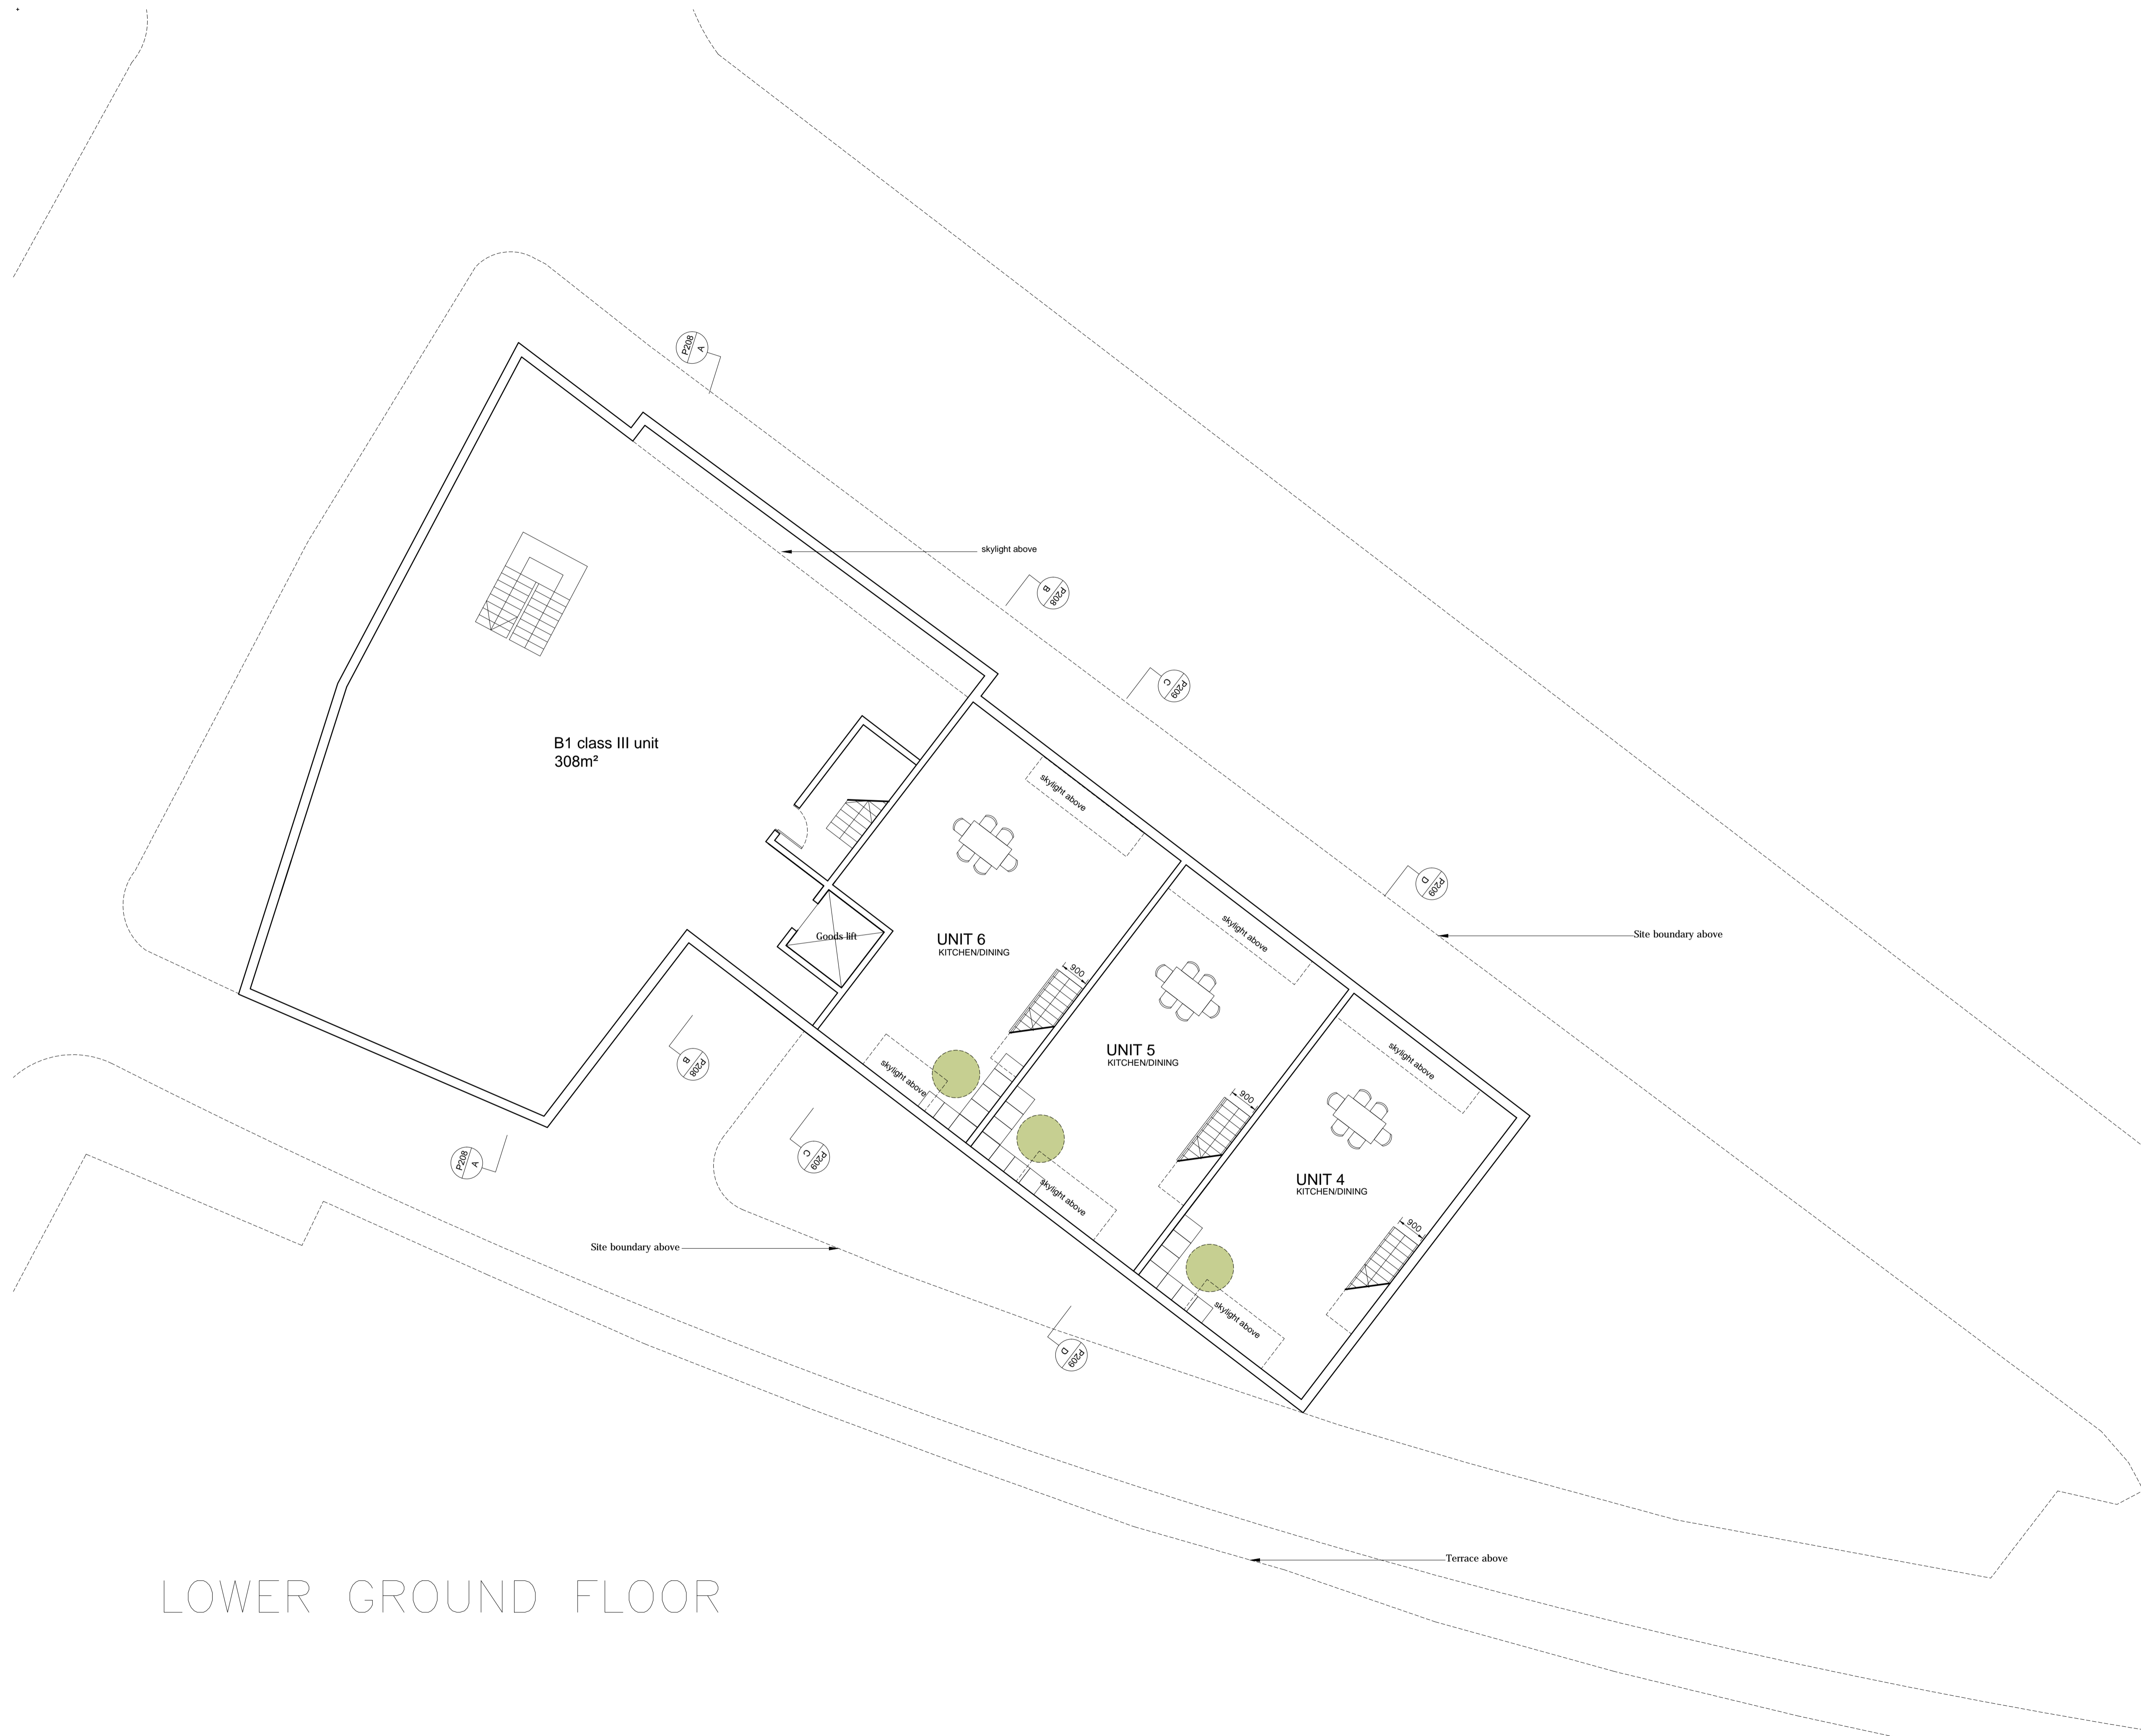 P208
A
skylight above
P208
B
P209
C
B1 class III unit
308m²
skylight above
P209
D
skylight above
Site boundary above
Goods lift
UNIT 6
KITCHEN/DINING
900
UNIT 5
KITCHEN/DINING
skylight above
P208
B
skylight above
900
P208
A
P209
C
UNIT 4
KITCHEN/DINING
skylight above
900
Site boundary above
skylight above
P209
D
Terrace above
LOWER GROUND FLOOR